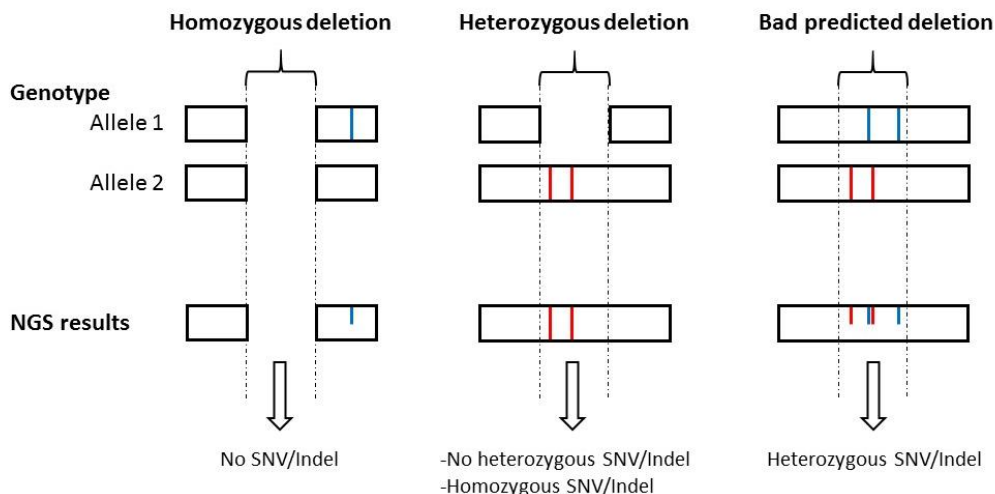 Homozygous deletion
Heterozygous deletion
Bad predicted deletion
Genotype
Allele 1
Allele 2
NGS results
No SNV/Indel
-No heterozygous SNV/Indel
-Homozygous SNV/Indel
Heterozygous SNV/Indel